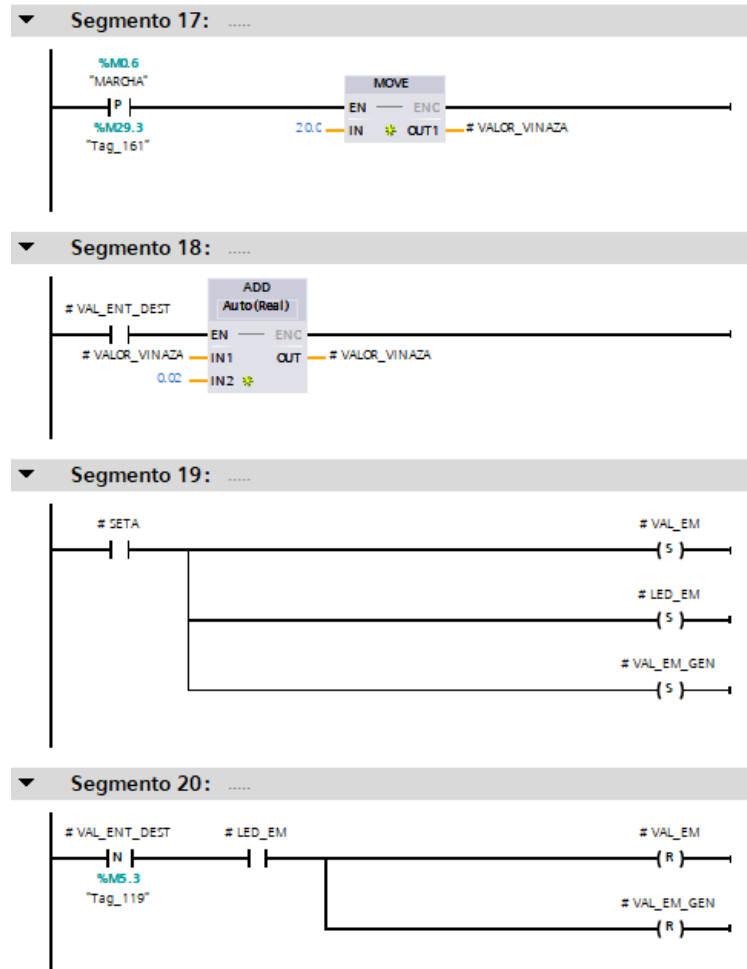 Segmento 17: .....
%M0.6
"MARCHA"
P
%M29.3
"Tag_161"
MOVE
EN ENO
20.0 IN OUT1 # VALOR_VINAZA
Segmento 18: .....
ADD
Auto(Real)
# VAL_ENT_DEST
EN ENO
# VALOR_VINAZA IN1 OUT # VALOR_VINAZA
0.02 IN2
Segmento 19: .....
# SETA # VAL_EM
S
# LED_EM
S
# VAL_EM_GEN
S
Segmento 20: .....
# VAL_ENT_DEST # LED_EM # VAL_EM
N R
%M5.3
"Tag_119"
# VAL_EM_GEN
R